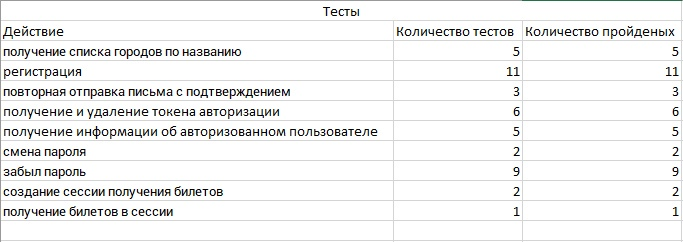 Тесты
Действие Количество тестов Количество пройденых
получение списка городов по названию 5 5
регистрация 11 11
повторная отправка письма с подтверждением 3 3
получение и удаление токена авторизации 6 6
получение информации об авторизованном пользователе 5 5
смена пароля 2 2
забыл пароль 9 9
создание сессии получения билетов 2 2
получение билетов в сессии 1 1